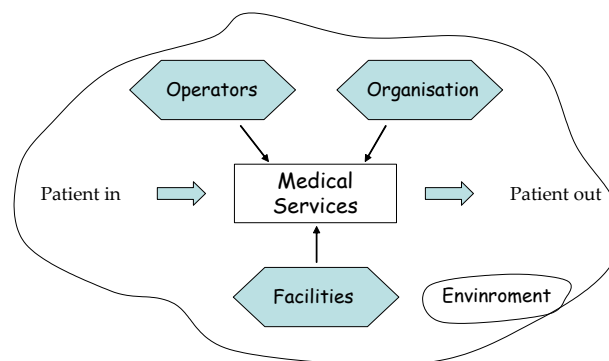 Operators
Organisation
Patient in
Medical
Services
Patient out
Facilities
Envinroment